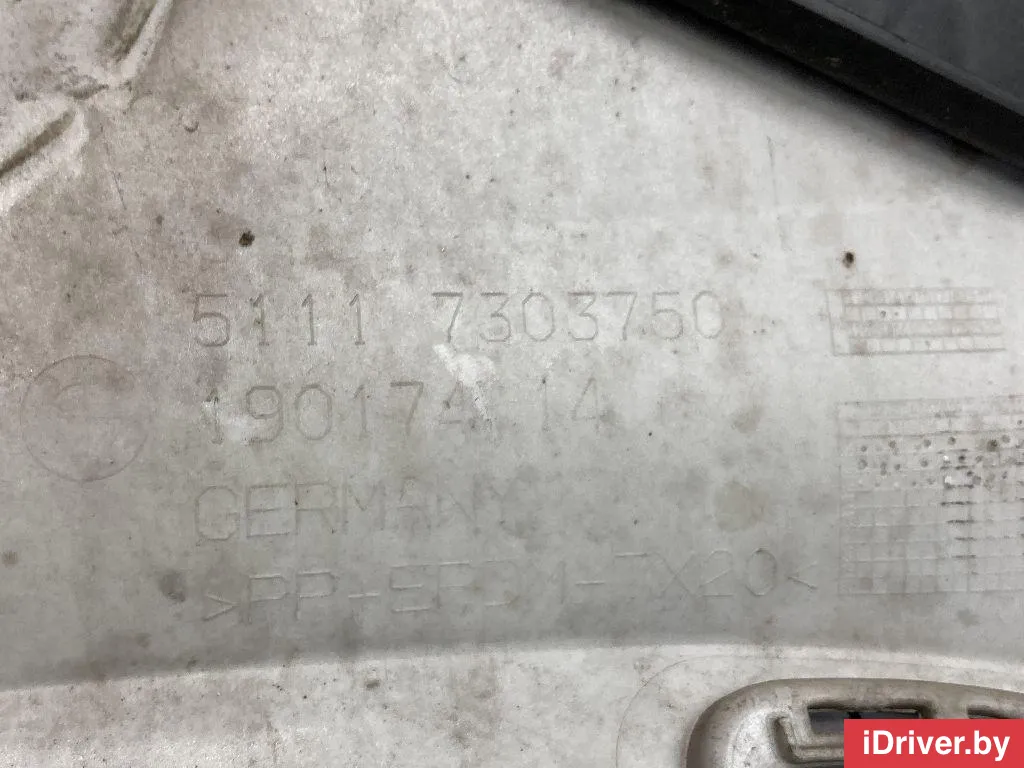 5111 7303750
190174 14
GERMANY
>PP+EPDM-TX20<
iDriver.by